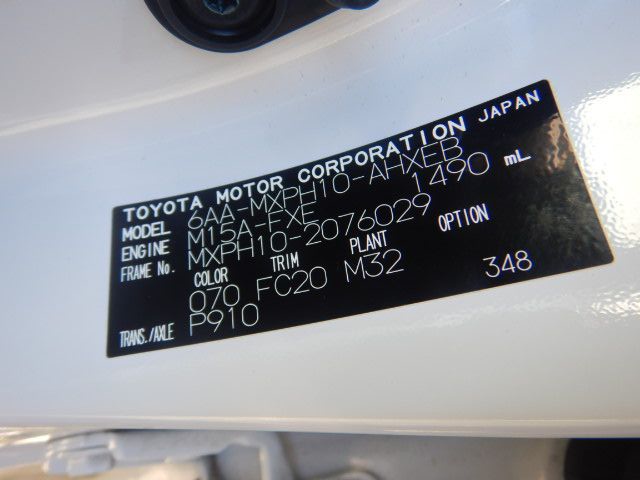 TOYOTA MOTOR CORPORATION JAPAN
MODEL 6AA-MXPH10-AHXEB
ENGINE M15A-FXE 1490 mL
FRAME No. MXPH10-2076029
COLOR TRIM PLANT OPTION
070 FC20 M32 348
TRANS./AXLE P910